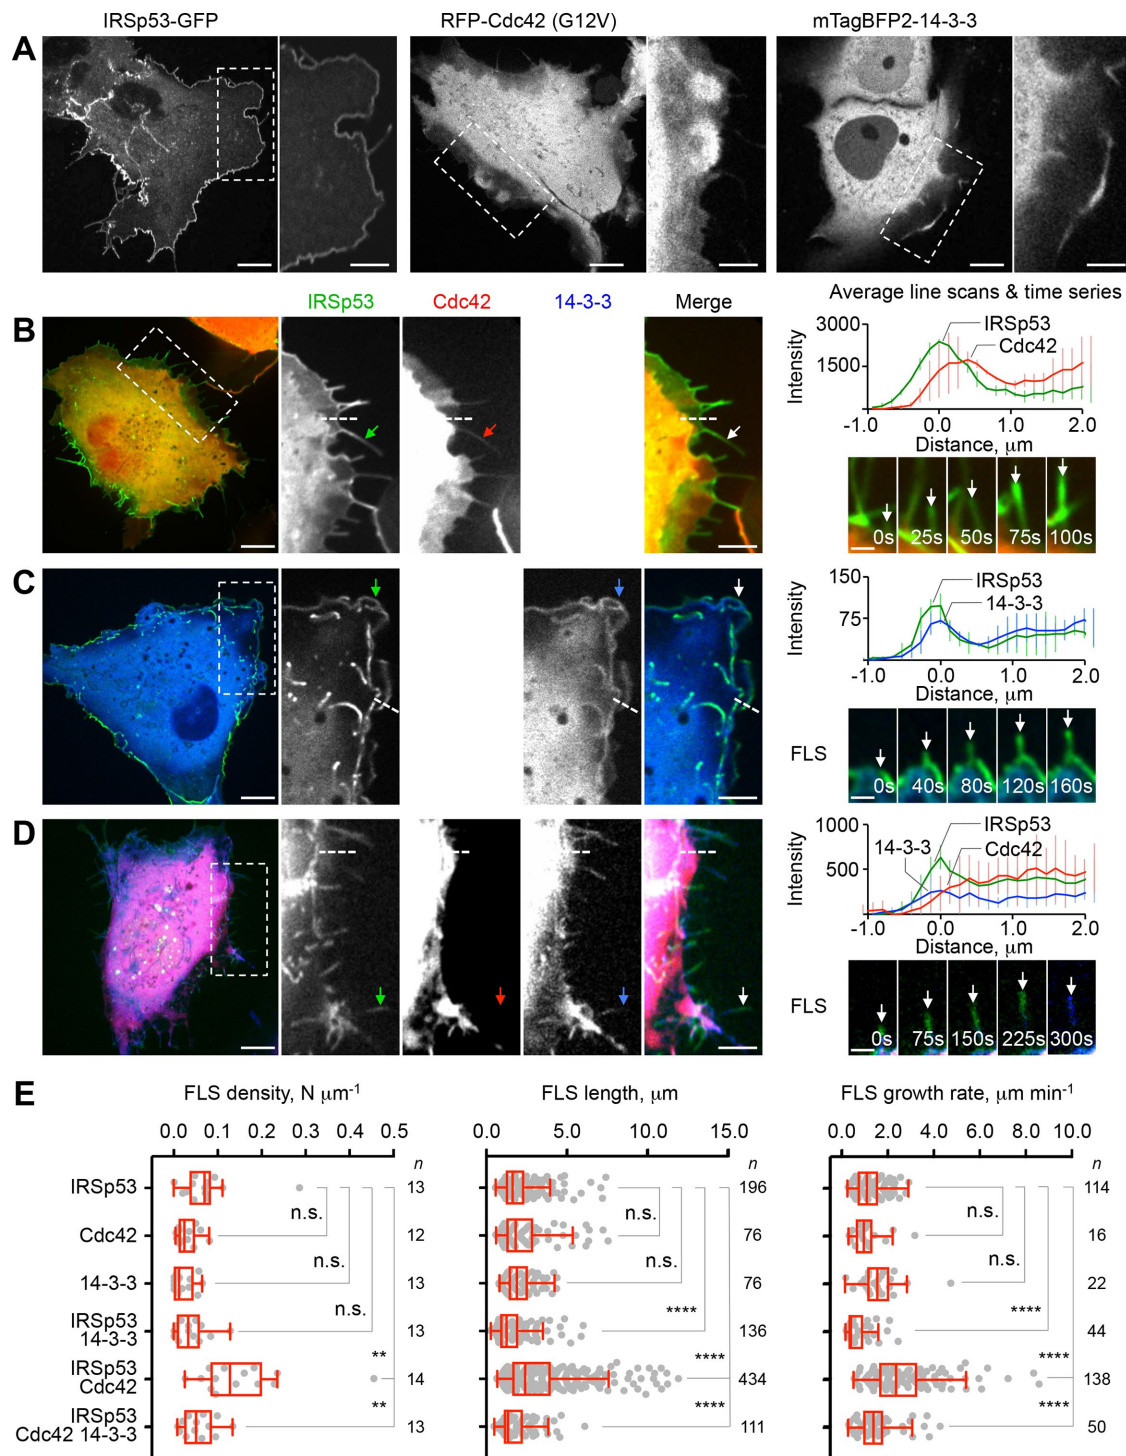 IRSp53-GFP
RFP-Cdc42 (G12V)
mTagBFP2-14-3-3
A
IRSp53
Cdc42
14-3-3
Merge
Average line scans & time series
B
3000
1500
Intensity
IRSp53
Cdc42
-1.0 0.0 1.0 2.0
Distance, μm
0s 25s 50s 75s 100s
C
150
75
Intensity
IRSp53
14-3-3
-1.0 0.0 1.0 2.0
Distance, μm
FLS
0s 40s 80s 120s 160s
D
1000
500
Intensity
IRSp53
14-3-3
Cdc42
-1.0 0.0 1.0 2.0
Distance, μm
FLS
0s 75s 150s 225s 300s
E
FLS density, N μm-1
FLS length, μm
FLS growth rate, μm min-1
0.0 0.1 0.2 0.3 0.4 0.5
0.0 5.0 10.0 15.0
0.0 2.0 4.0 6.0 8.0 10.0
n n n
IRSp53 13 196 114
n.s. n.s. n.s.
Cdc42 12 76 16
n.s. n.s. n.s.
14-3-3 13 76 22
n.s. **** ****
IRSp53
14-3-3 13 136 44
** **** ****
IRSp53
Cdc42 14 434 138
** **** ****
IRSp53
Cdc42 14-3-3 13 111 50